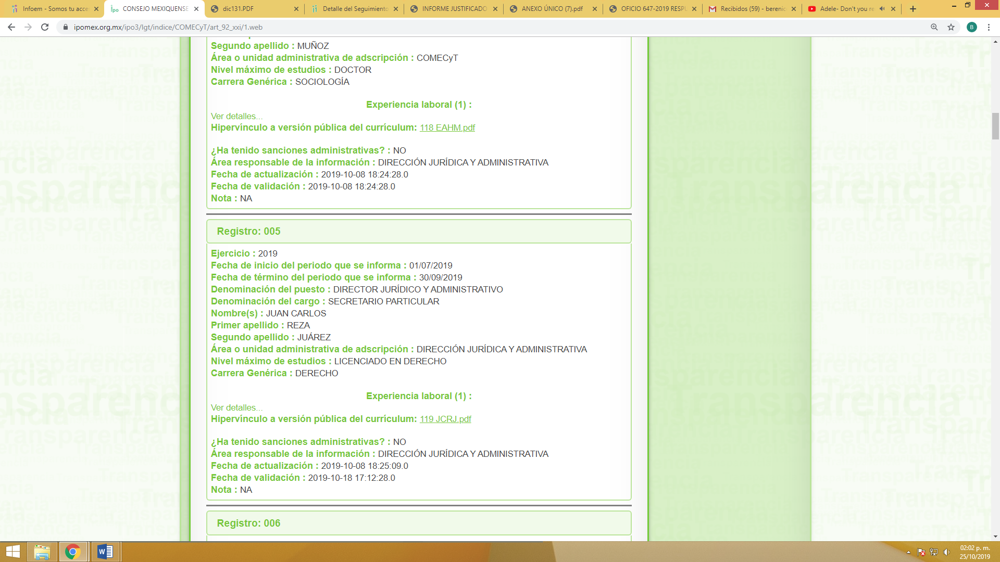 Infoem - Somos tu acce
CONSEJO MEXIQUENSE
dic131.PDF
Detalle del Seguimiento
INFORME JUSTIFICADO
ANEXO ÚNICO (7).pdf
OFICIO 647-2019 RESPU
Recibidos (59) - berenic
Adele- Don't you re
ipomex.org.mx/ipo3/lgt/indice/COMECyT/art_92_xxi/1.web
B
Segundo apellido : MUÑOZ
Área o unidad administrativa de adscripción : COMECyT
Nivel máximo de estudios : DOCTOR
Carrera Genérica : SOCIOLOGÍA
Experiencia laboral (1) :
Ver detalles...
Hipervínculo a versión pública del currículum: 118 EAHM.pdf
¿Ha tenido sanciones administrativas? : NO
Área responsable de la información : DIRECCIÓN JURÍDICA Y ADMINISTRATIVA
Fecha de actualización : 2019-10-08 18:24:28.0
Fecha de validación : 2019-10-08 18:24:28.0
Nota : NA
Registro: 005
Ejercicio : 2019
Fecha de inicio del periodo que se informa : 01/07/2019
Fecha de término del periodo que se informa : 30/09/2019
Denominación del puesto : DIRECTOR JURÍDICO Y ADMINISTRATIVO
Denominación del cargo : SECRETARIO PARTICULAR
Nombre(s) : JUAN CARLOS
Primer apellido : REZA
Segundo apellido : JUÁREZ
Área o unidad administrativa de adscripción : DIRECCIÓN JURÍDICA Y ADMINISTRATIVA
Nivel máximo de estudios : LICENCIADO EN DERECHO
Carrera Genérica : DERECHO
Experiencia laboral (1) :
Ver detalles...
Hipervínculo a versión pública del currículum: 119 JCRJ.pdf
¿Ha tenido sanciones administrativas? : NO
Área responsable de la información : DIRECCIÓN JURÍDICA Y ADMINISTRATIVA
Fecha de actualización : 2019-10-08 18:25:09.0
Fecha de validación : 2019-10-18 17:12:28.0
Nota : NA
Registro: 006
02:02 p. m.
25/10/2019